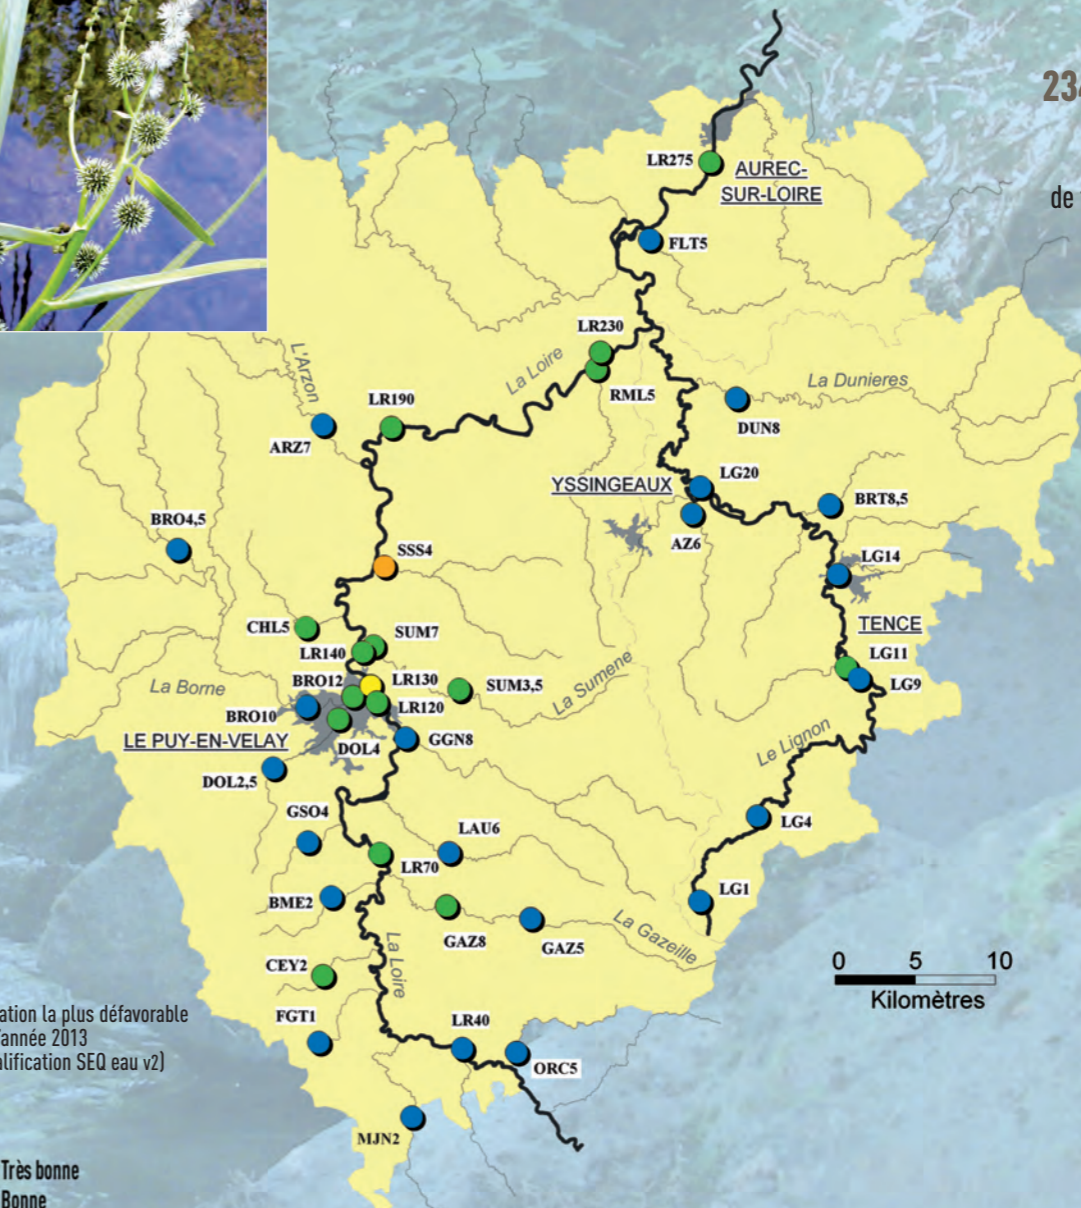 234
de
LR275
AUREC-
SUR-LOIRE
FLT5
LR230
La Loire
RML5
L'Arzon
LR190
ARZ7
La Dunieres
DUN8
LG20
YSSINGEAUX
BRT8,5
AZ6
BRO4,5
SSS4
LG14
TENCE
CHL5
SUM7
LR140
LG11
LG9
BRO12
LR130
SUM3,5
La Sumene
La Borne
LR120
BRO10
LE PUY-EN-VELAY
DOL4
GGN8
Le Lignon
DOL2,5
GSO4
LAU6
LG4
LR70
BME2
LG1
GAZ8
GAZ5
La Gazeille
La Loire
CEY2
0 5 10
Kilomètres
FGT1
LR40
ORC5
MJN2
ation la plus défavorable
'année 2013
alification SEQ eau v2)
Très bonne
Bonne